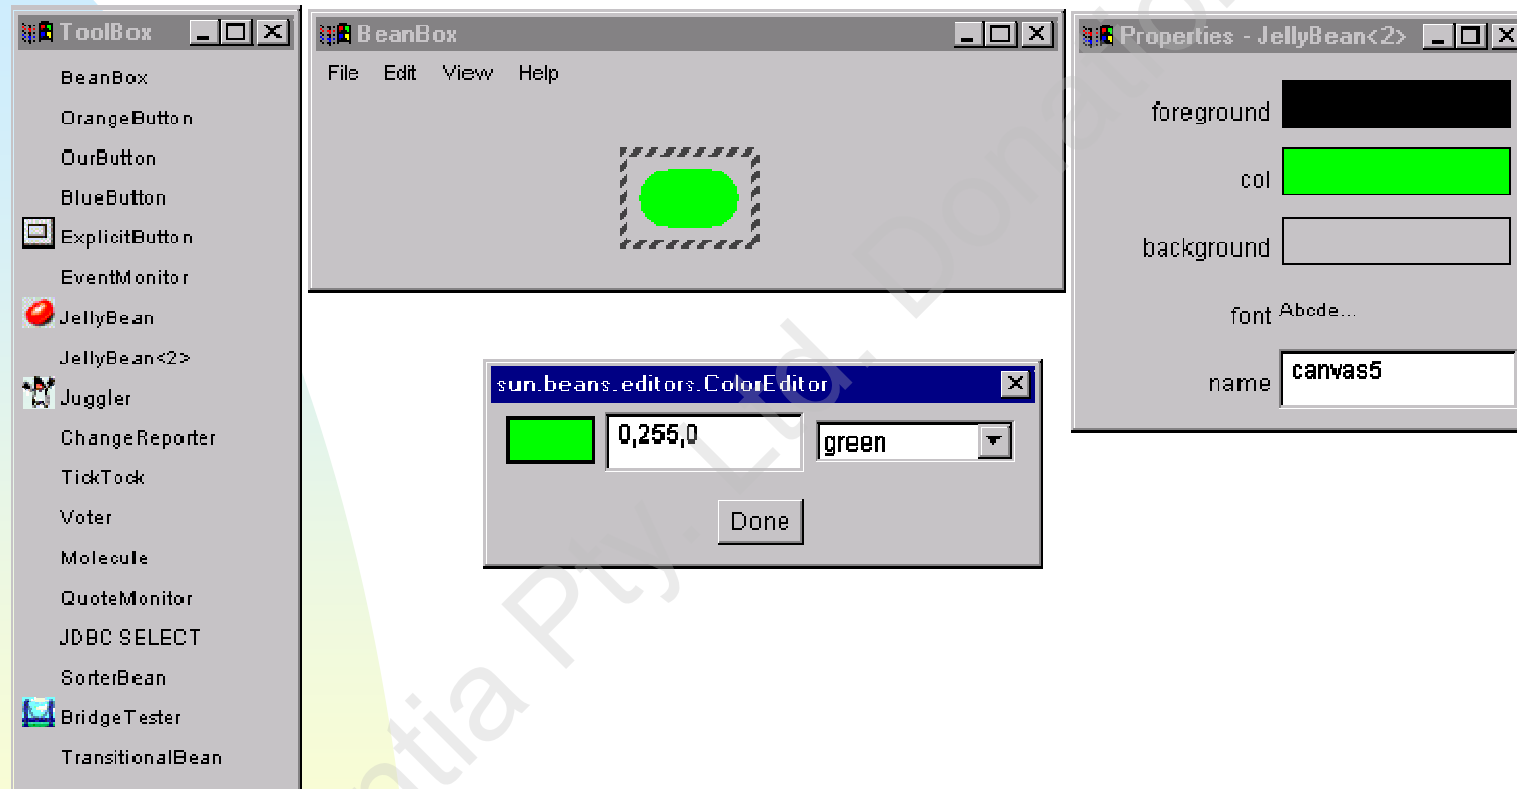 ToolBox
BeanBox
OrangeButton
OurButton
BlueButton
ExplicitButton
EventMonitor
JellyBean
JellyBean<2>
Juggler
ChangeReporter
TickTock
Voter
Molecule
QuoteMonitor
JDBC SELECT
SorterBean
BridgeTester
TransitionalBean
BeanBox
File Edit View Help
sun.beans.editors.ColorEditor
0,255,0
green
Done
Properties - JellyBean<2>
foreground
col
background
font Abcde...
name canvas5
Pty. Ltd.